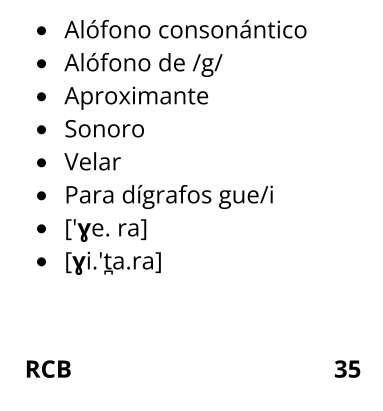 • Alófono consonántico
• Alófono de /g/
• Aproximante
• Sonoro
• Velar
• Para dígrafos gue/i
• ['ɣe. ra]
• [ɣi.'t̪a.ra]
RCB 35